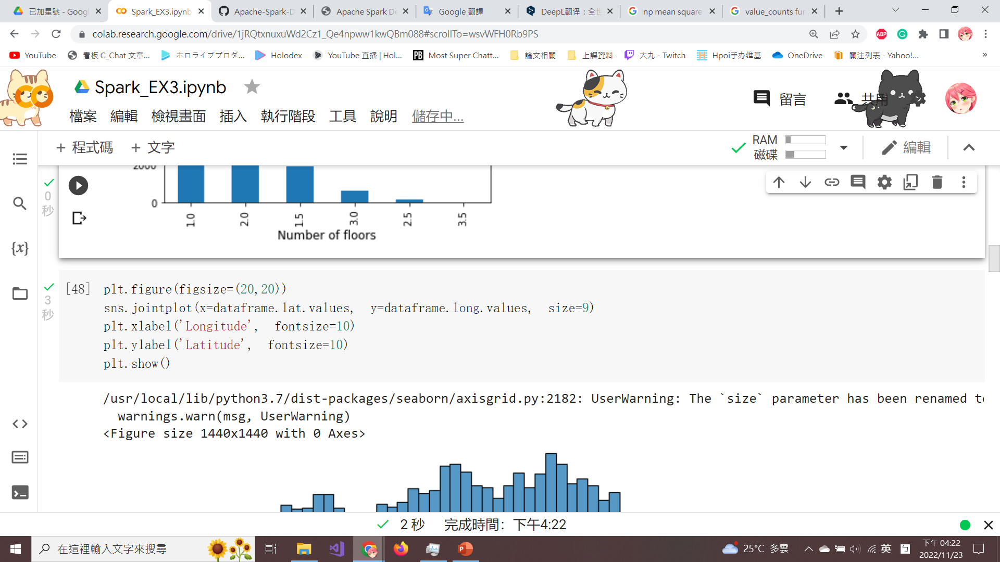 已加星號 - Googl
Spark_EX3.ipynb
Apache-Spark-D
Apache Spark De
Google 翻譯
DeepL翻译：全世
np mean square
value_counts fun
colab.research.google.com/drive/1jRQtxnuxuWd2Cz1_Qe4npww1kwQBm088#scrollTo=wsvWFH0Rb9PS
ABP
YouTube
看板 C_Chat 文章...
ホロライブプロダ...
Holodex
YouTube 直播 | Hol...
PB
Most Super Chatt...
論文相關
上課資料
大丸 - Twitch
Hpoi手办维基
OneDrive
關注列表 - Yahoo!...
»
Spark_EX3.ipynb
留言
共用
檔案 編輯 檢視畫面 插入 執行階段 工具 說明 儲存中...
+ 程式碼 + 文字
RAM
磁碟
編輯
2000
0
0
秒
1.0 2.0 1.5 3.0 2.5 3.5
Number of floors
{x}
3
秒
[48] plt.figure(figsize=(20,20))
sns.jointplot(x=dataframe.lat.values, y=dataframe.long.values, size=9)
plt.xlabel('Longitude', fontsize=10)
plt.ylabel('Latitude', fontsize=10)
plt.show()
/usr/local/lib/python3.7/dist-packages/seaborn/axisgrid.py:2182: UserWarning: The `size` parameter has been renamed to
warnings.warn(msg, UserWarning)
<Figure size 1440x1440 with 0 Axes>
2 秒 完成時間： 下午4:22
在這裡輸入文字來搜尋
25°C 多雲
英
ㄅ
下午 04:22
2022/11/23